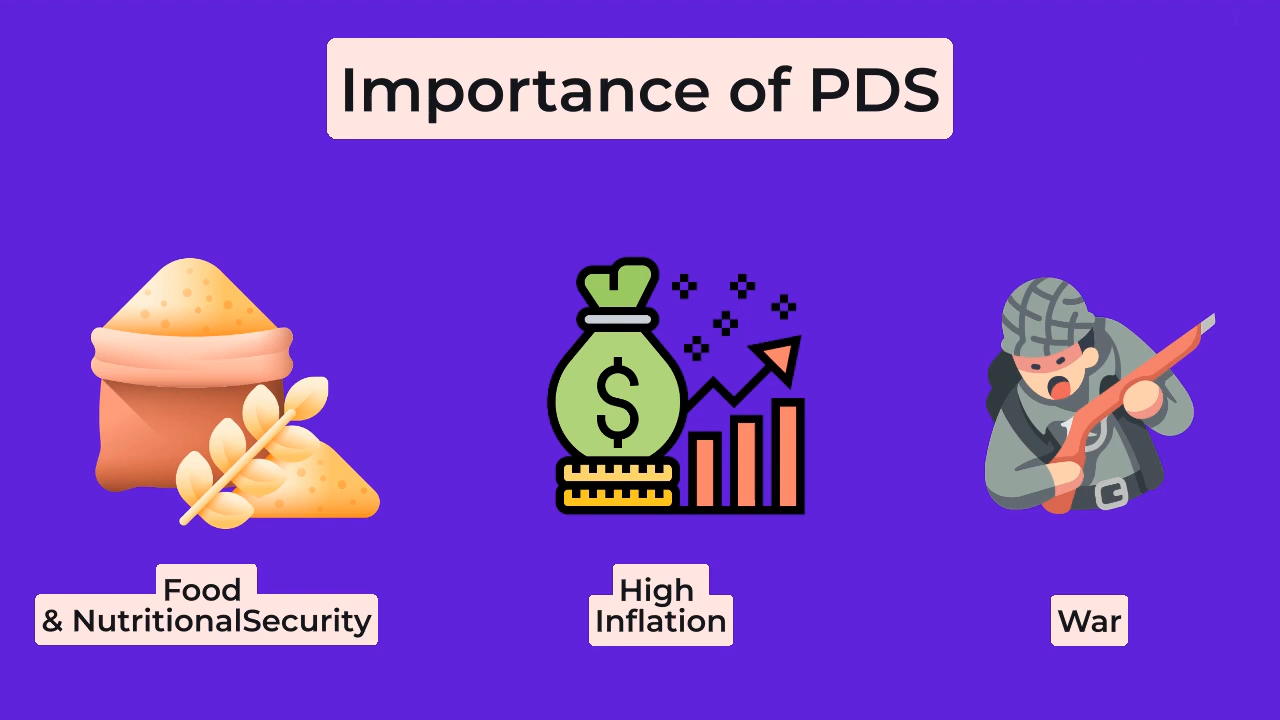 Importance of PDS
$
Food
& NutritionalSecurity
High
Inflation
War